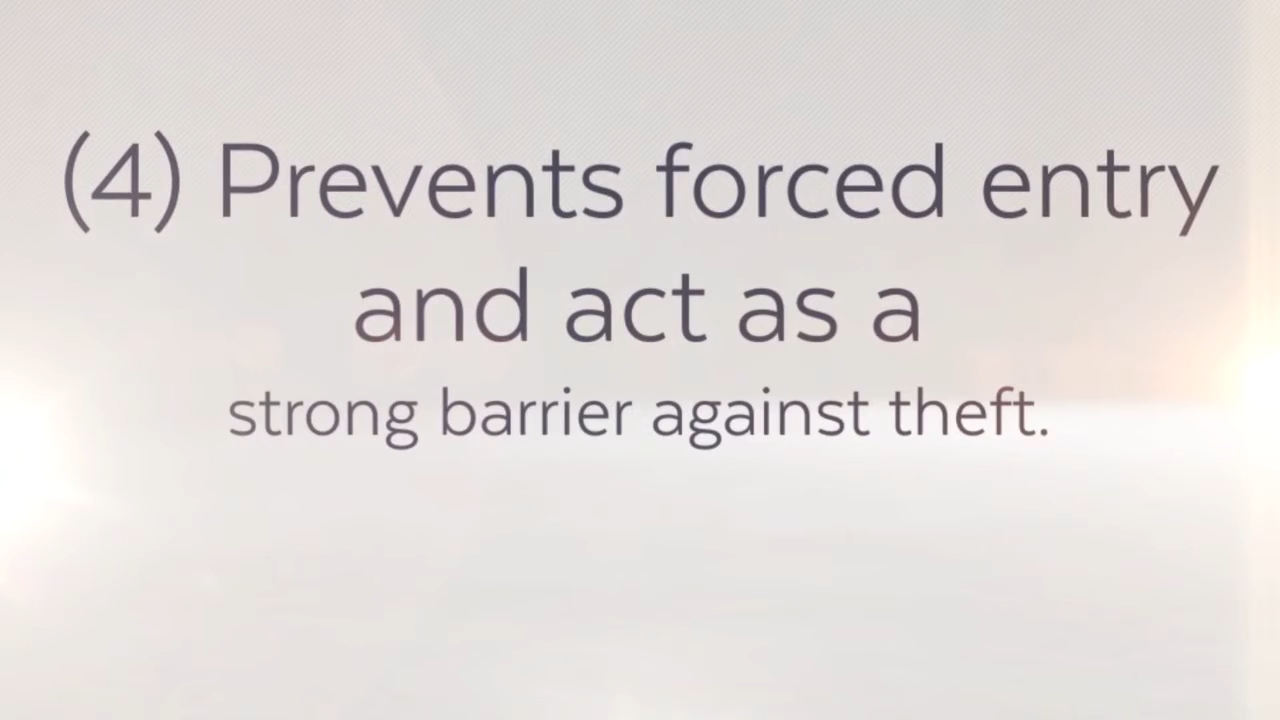 (4) Prevents forced entry
and act as a
strong barrier against theft.